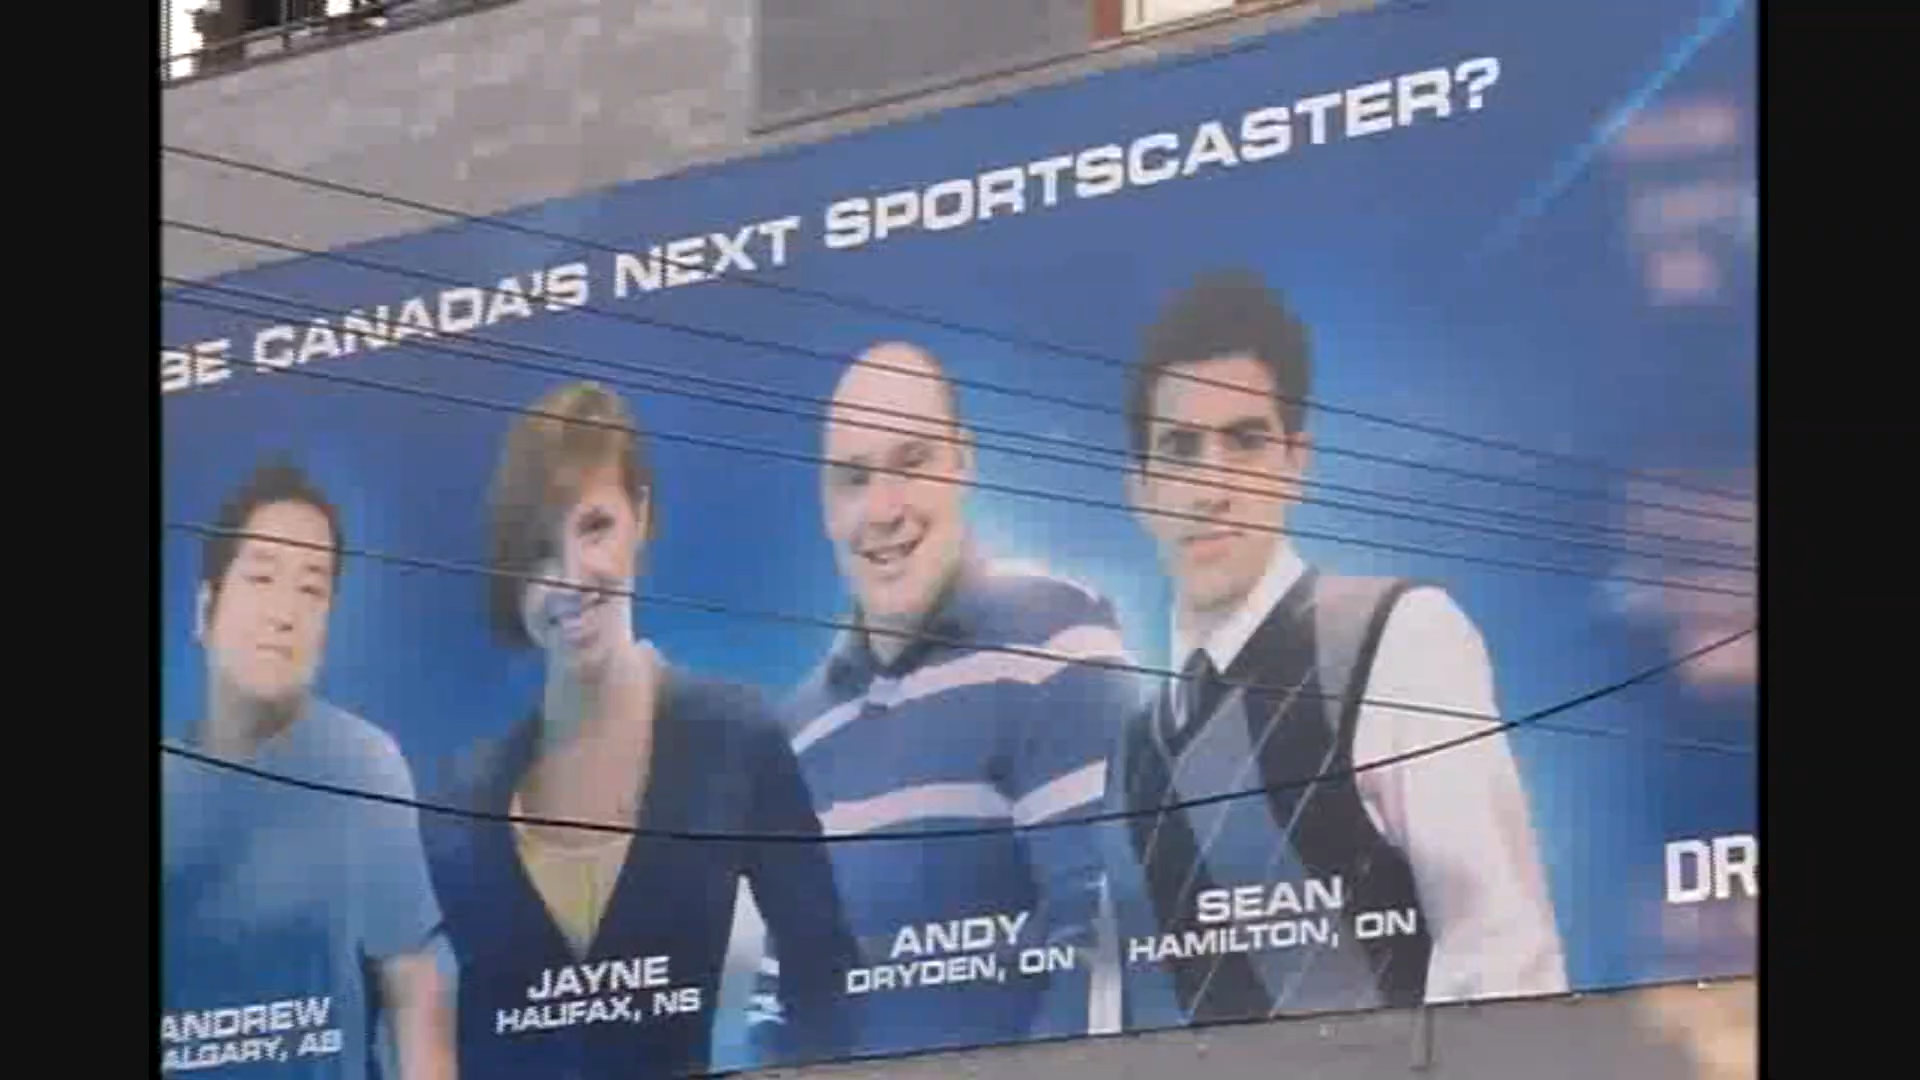 BE CANADA'S NEXT SPORTSCASTER?
ANDREW
ALGARY, AB
JAYNE
HALIFAX, NS
ANDY
DRYDEN, ON
SEAN
HAMILTON, ON
DR